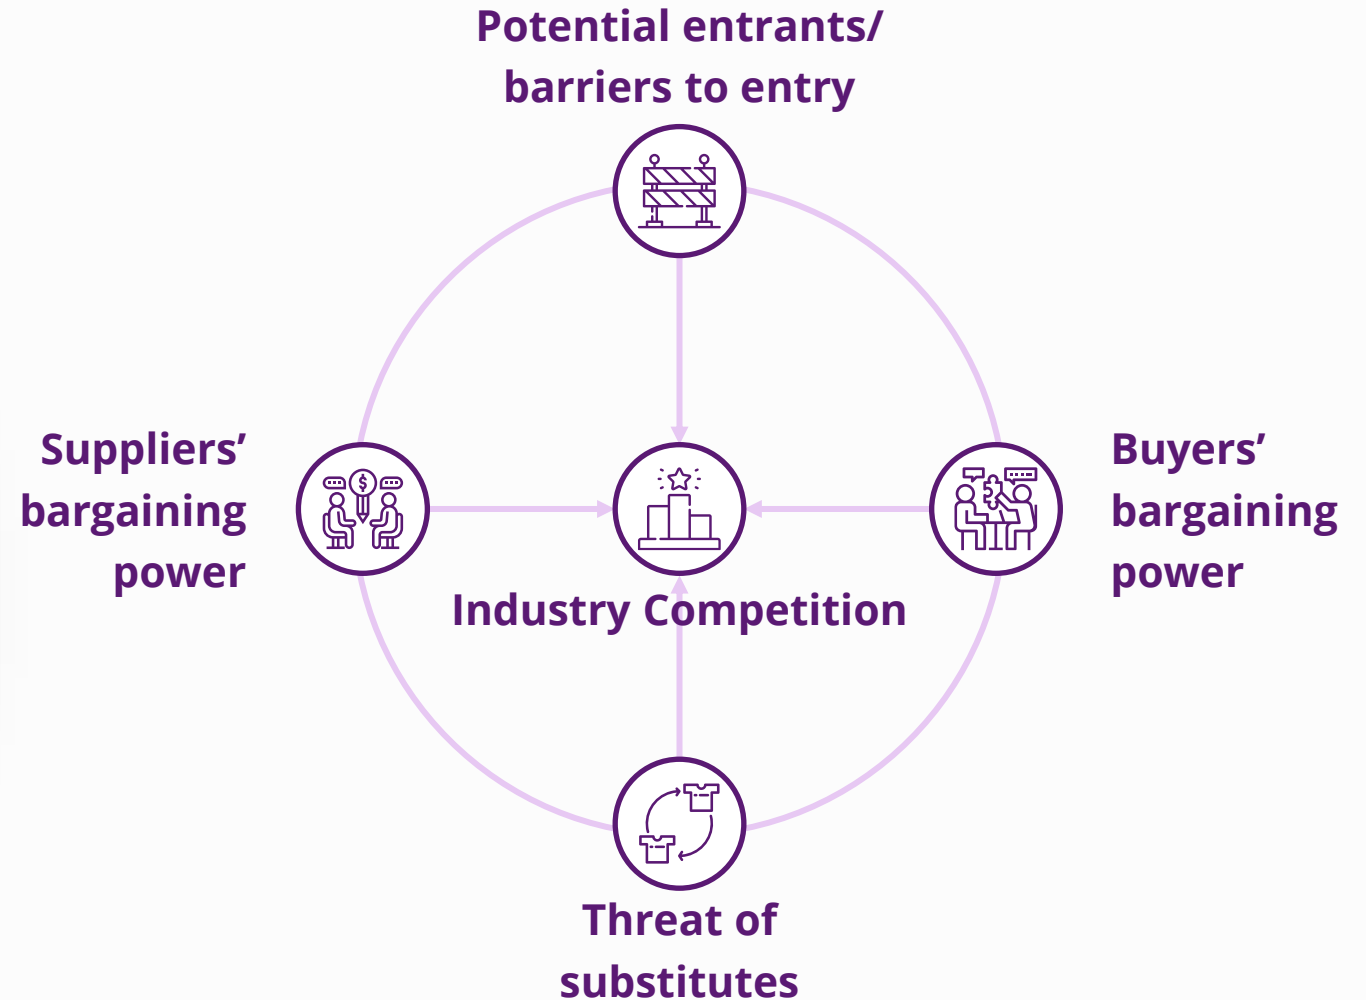 Potential entrants/
barriers to entry
Suppliers’
bargaining
power
Buyers’
bargaining
power
Industry Competition
Threat of
substitutes